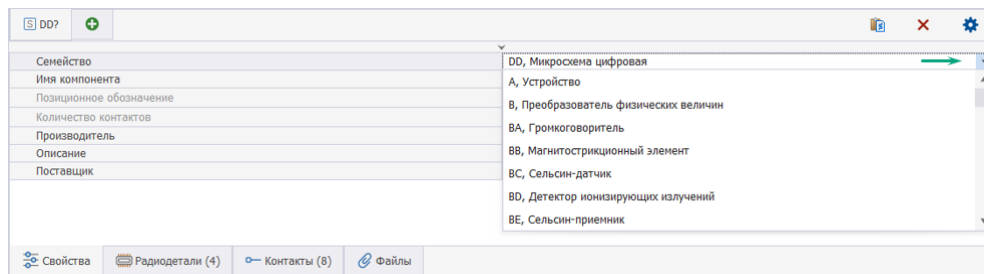 S DD?
Семейство
DD, Микросхема цифровая
Имя компонента
A, Устройство
Позиционное обозначение
B, Преобразователь физических величин
Количество контактов
BA, Громкоговоритель
Производитель
Описание
BB, Магнитострикционный элемент
Поставщик
BC, Сельсин-датчик
BD, Детектор ионизирующих излучений
BE, Сельсин-приемник
Свойства
Радиодетали (4)
Контакты (8)
Файлы